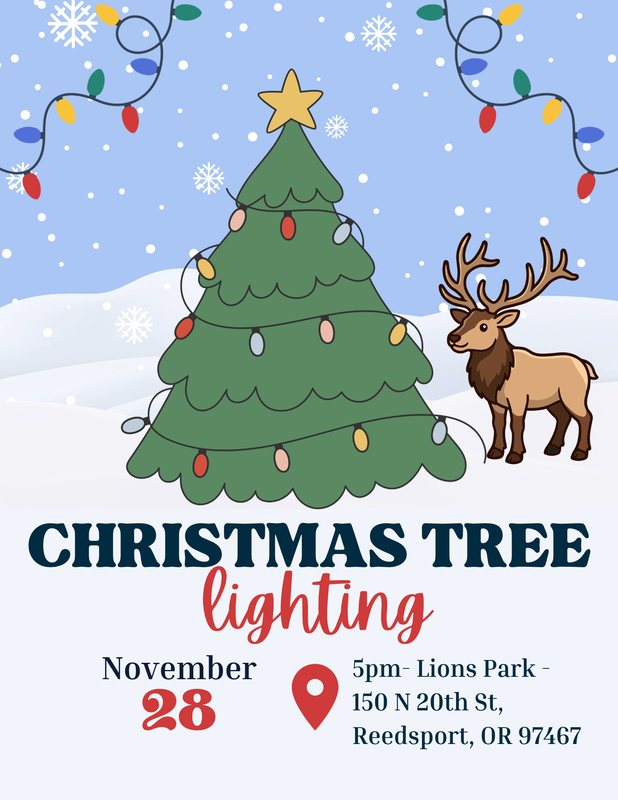 CHRISTMAS TREE
lighting
November
28
5pm- Lions Park -
150 N 20th St,
Reedsport, OR 97467